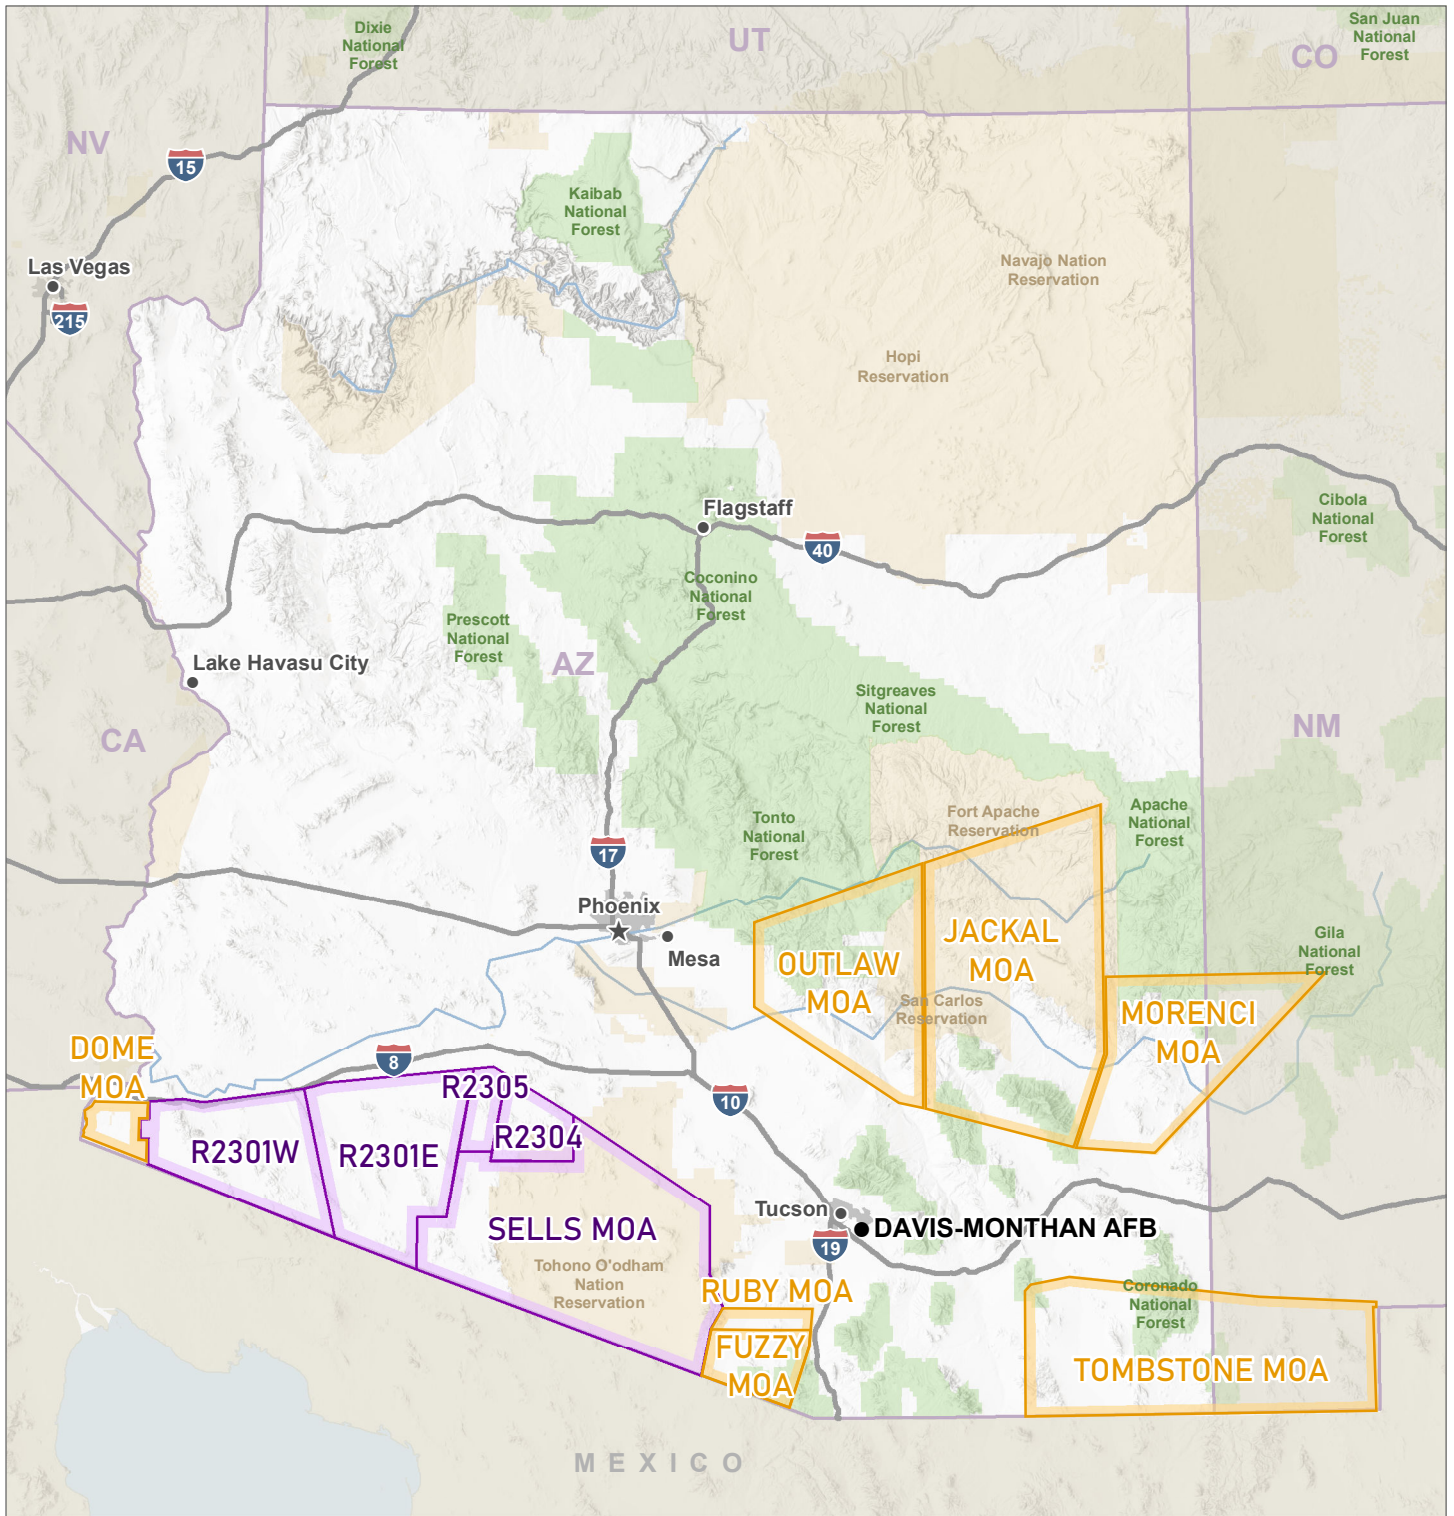 Dixie
National
Forest
UT
San Juan
National
Forest
CO
NV
15
Kaibab
National
Forest
Las Vegas
215
Navajo Nation
Reservation
Hopi
Reservation
Flagstaff
40
Cibola
National
Forest
Coconino
National
Forest
Prescott
National
Forest
AZ
Lake Havasu City
Sitgreaves
National
Forest
CA
NM
Tonto
National
Forest
Fort Apache
Reservation
Apache
National
Forest
17
Phoenix
Mesa
OUTLAW
MOA
JACKAL
MOA
San Carlos
Reservation
Gila
National
Forest
MORENCI
MOA
DOME
MOA
8
R2305
R2304
R2301W
R2301E
10
SELLS MOA
Tucson
DAVIS-MONTHAN AFB
19
Tohono O'odham
Nation
Reservation
RUBY MOA
FUZZY
MOA
Coronado
National
Forest
TOMBSTONE MOA
MEXICO